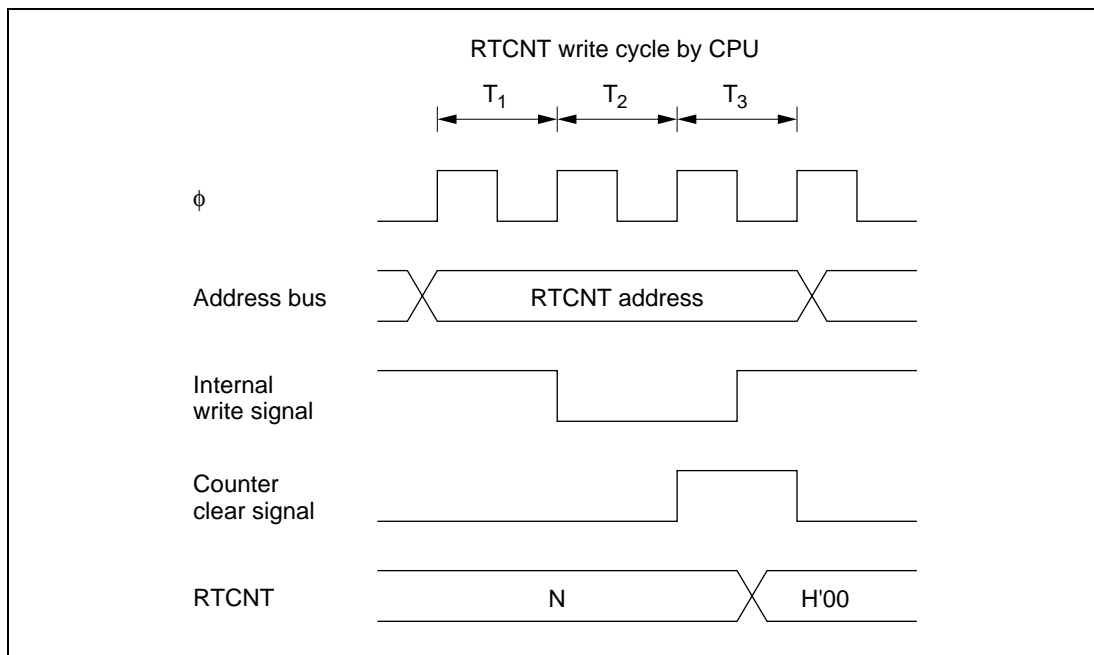 RTCNT write cycle by CPU
T1 T2 T3
ϕ
Address bus
RTCNT address
Internal
write signal
Counter
clear signal
RTCNT
N
H'00